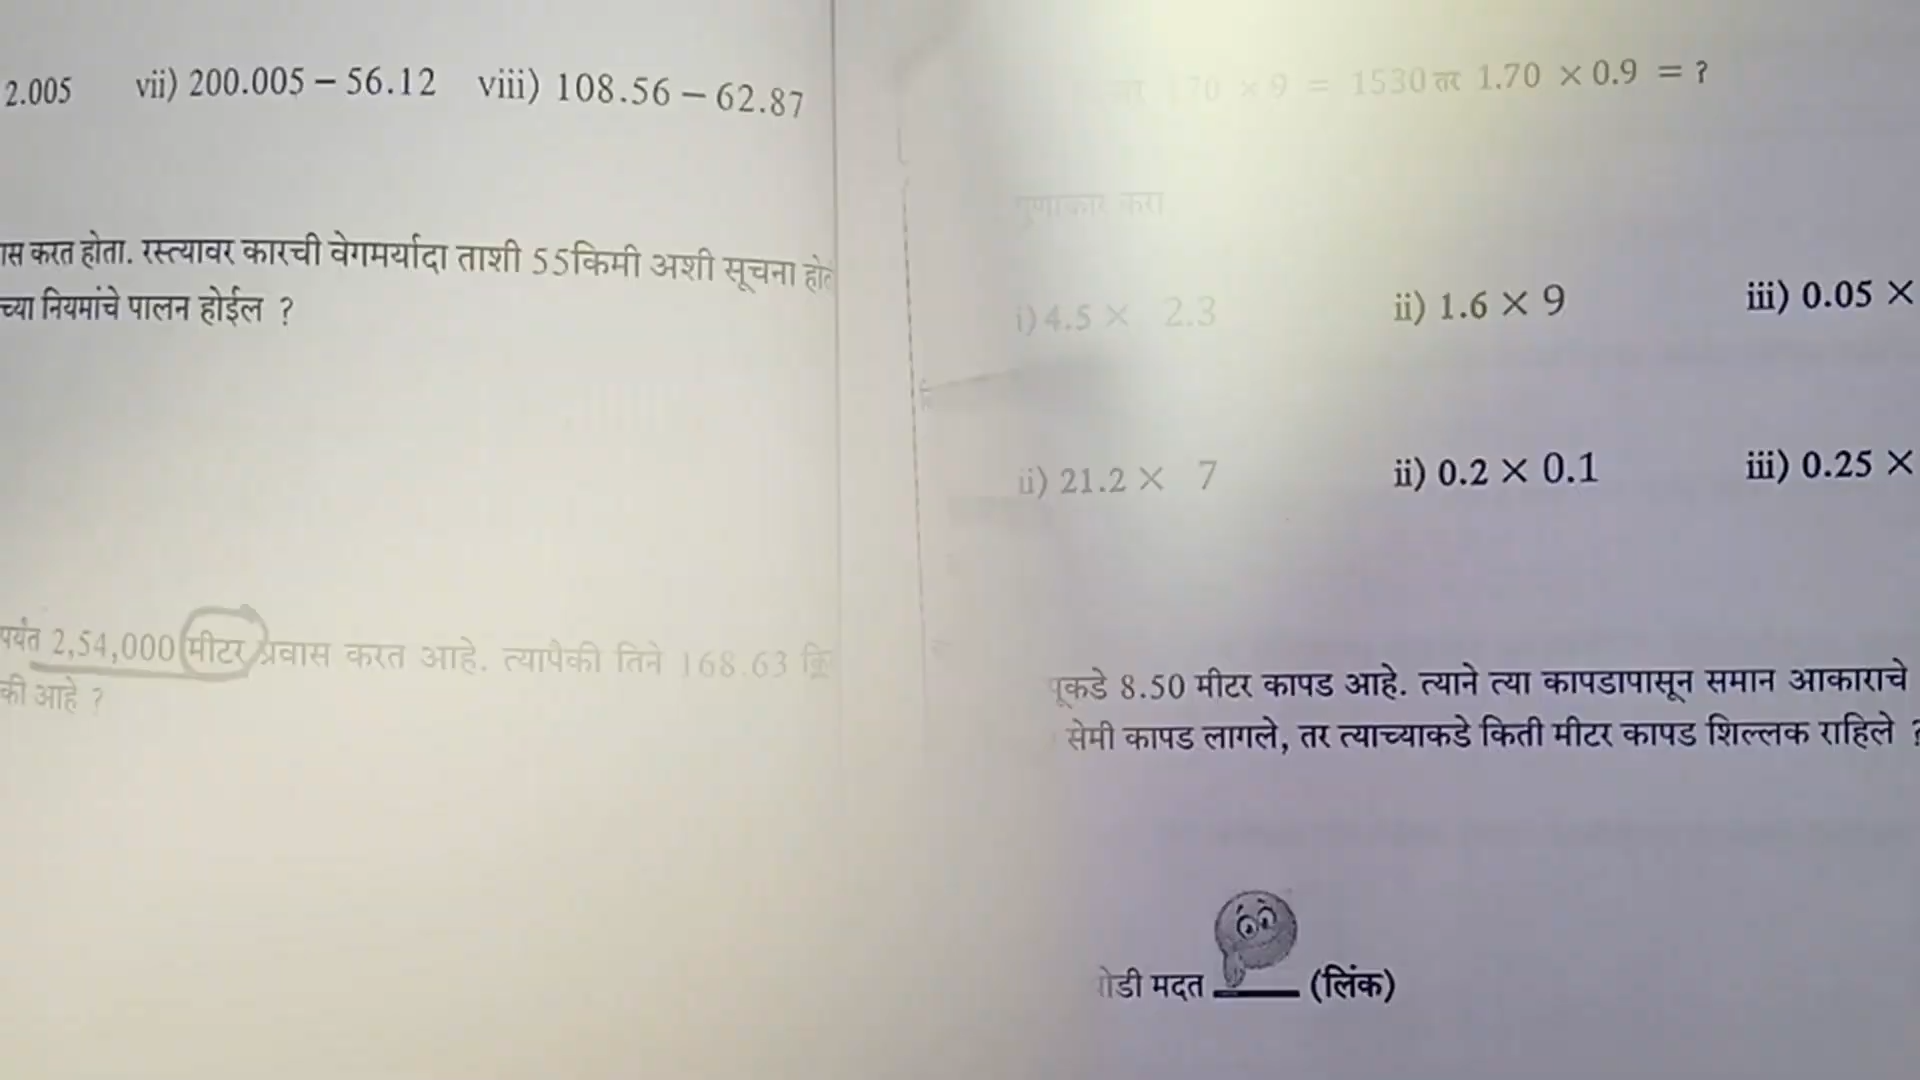 2.005 vii) 200.005 – 56.12 viii) 108.56 – 62.87
करत होता. रस्त्यावर कारची वेगमर्यादा ताशी 55किमी अशी सूचना
च्या नियमांचे पालन होईल ?
पर्यंत 2,54,000 मीटर प्रवास करत आहे. त्यापैकी तिने 168.63
की आहे ?
170 × 9 = 1530 तर 1.70 × 0.9 = ?
गुणाकार करा
i) 4.5 × 2.3 ii) 1.6 × 9 iii) 0.05 ×
ii) 21.2 × 7 ii) 0.2 × 0.1 iii) 0.25 ×
8.50 मीटर कापड आहे. त्याने त्या कापडापासून समान आकाराचे
सेमी कापड लागले, तर त्याच्याकडे किती मीटर कापड शिल्लक राहिले ?
मदत (लिंक)